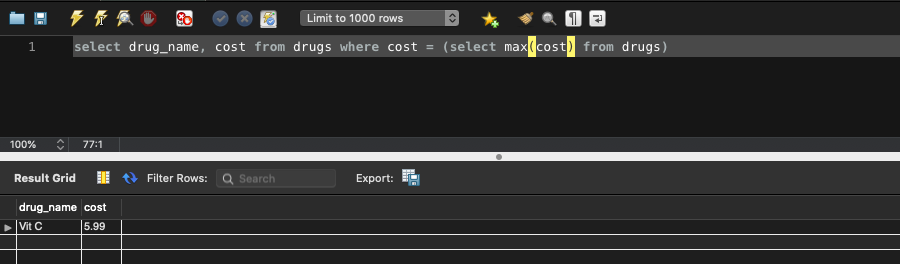 Limit to 1000 rows
1 select drug_name, cost from drugs where cost = (select max(cost) from drugs)
100% 77:1
Result Grid Filter Rows: Search Export:
drug_name cost
Vit C 5.99